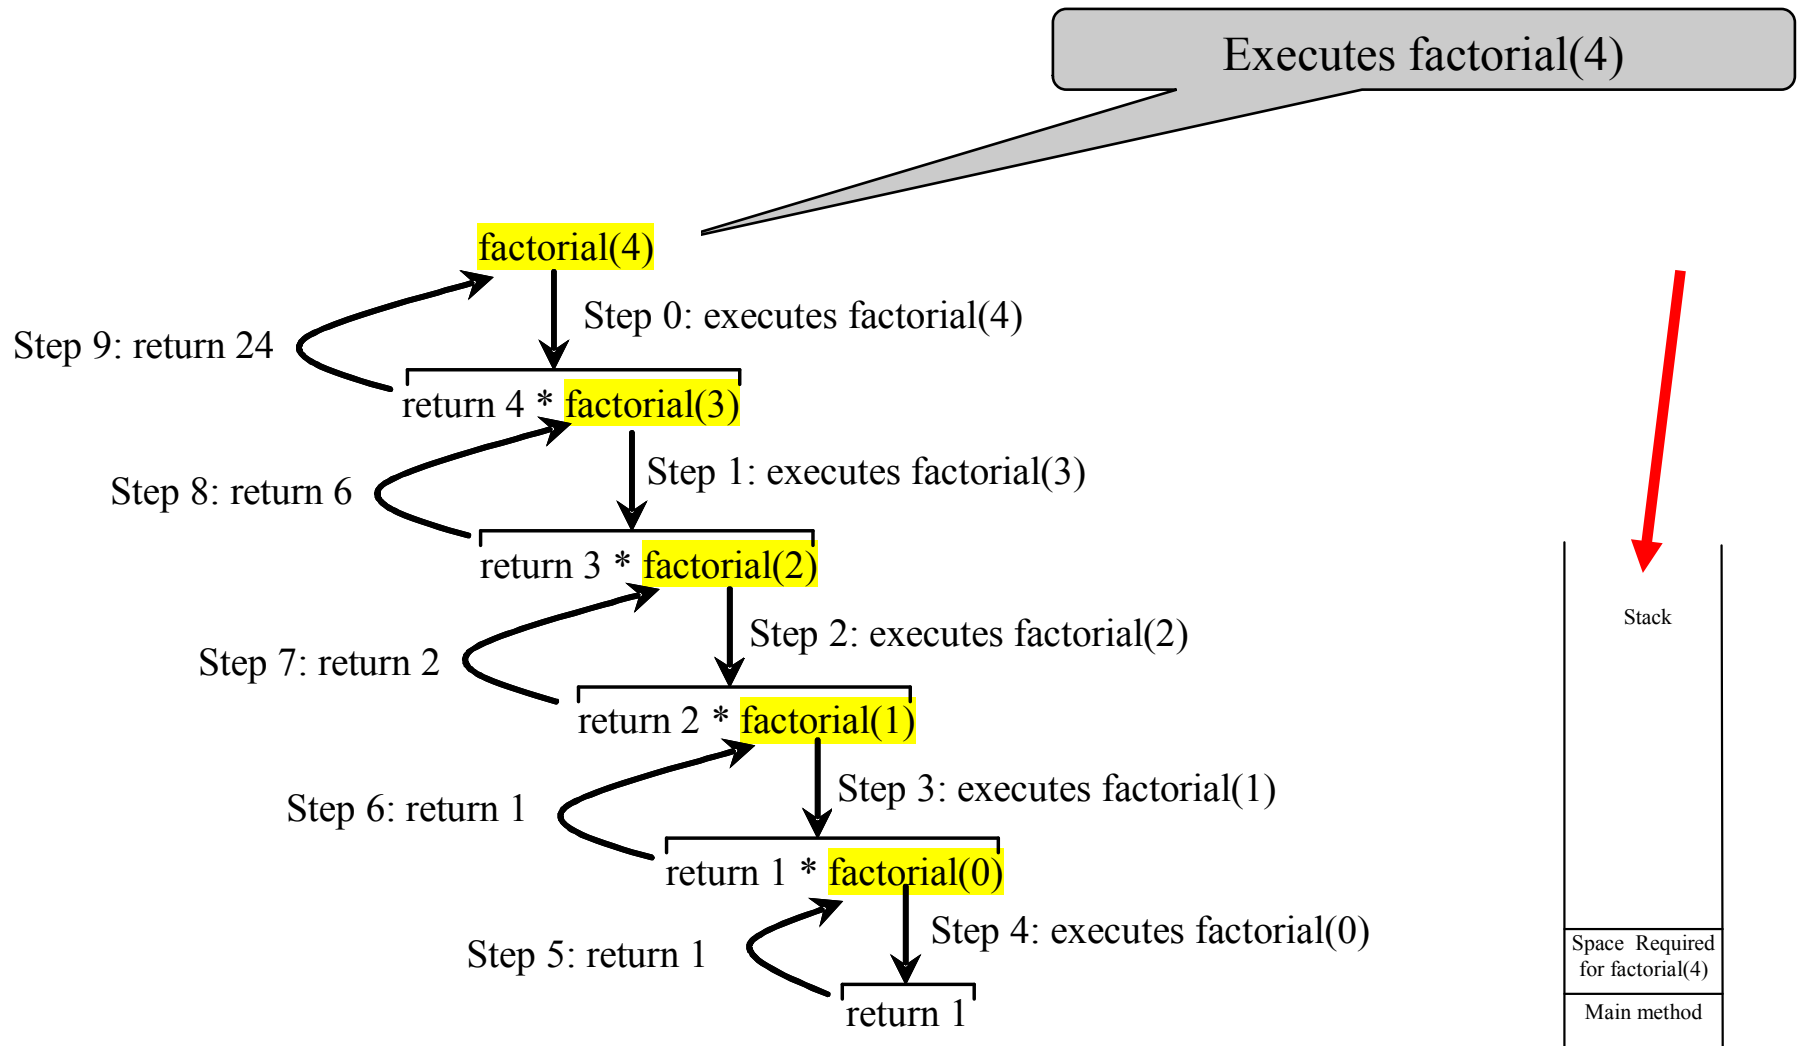 Executes factorial(4)
factorial(4)
Step 0: executes factorial(4)
Step 9: return 24
return 4 * factorial(3)
Step 1: executes factorial(3)
Step 8: return 6
return 3 * factorial(2)
Stack
Step 2: executes factorial(2)
Step 7: return 2
return 2 * factorial(1)
Step 3: executes factorial(1)
Step 6: return 1
return 1 * factorial(0)
Step 4: executes factorial(0)
Step 5: return 1
Space Required
for factorial(4)
return 1
Main method